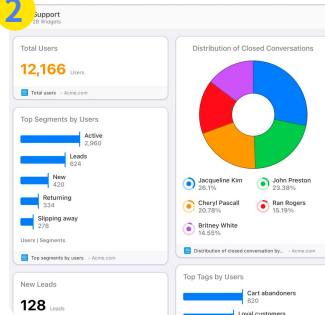 2
Support
28 Widgets
Total Users
12,166 Users
Total users - Acme.com
Top Segments by Users
Active
2,960
Leads
624
New
420
Returning
334
Slipping away
276
Users | Segments
Top segments by users - Acme.com
New Leads
128 Leads
Distribution of Closed Conversations
Jacqueline Kim
26.1%
John Preston
23.38%
Cheryl Pascall
20.78%
Ran Rogers
15.19%
Britney White
14.55%
Distribution of closed conversation by... - Acme.com
Top Tags by Users
Cart abandoners
820
Loyal customers